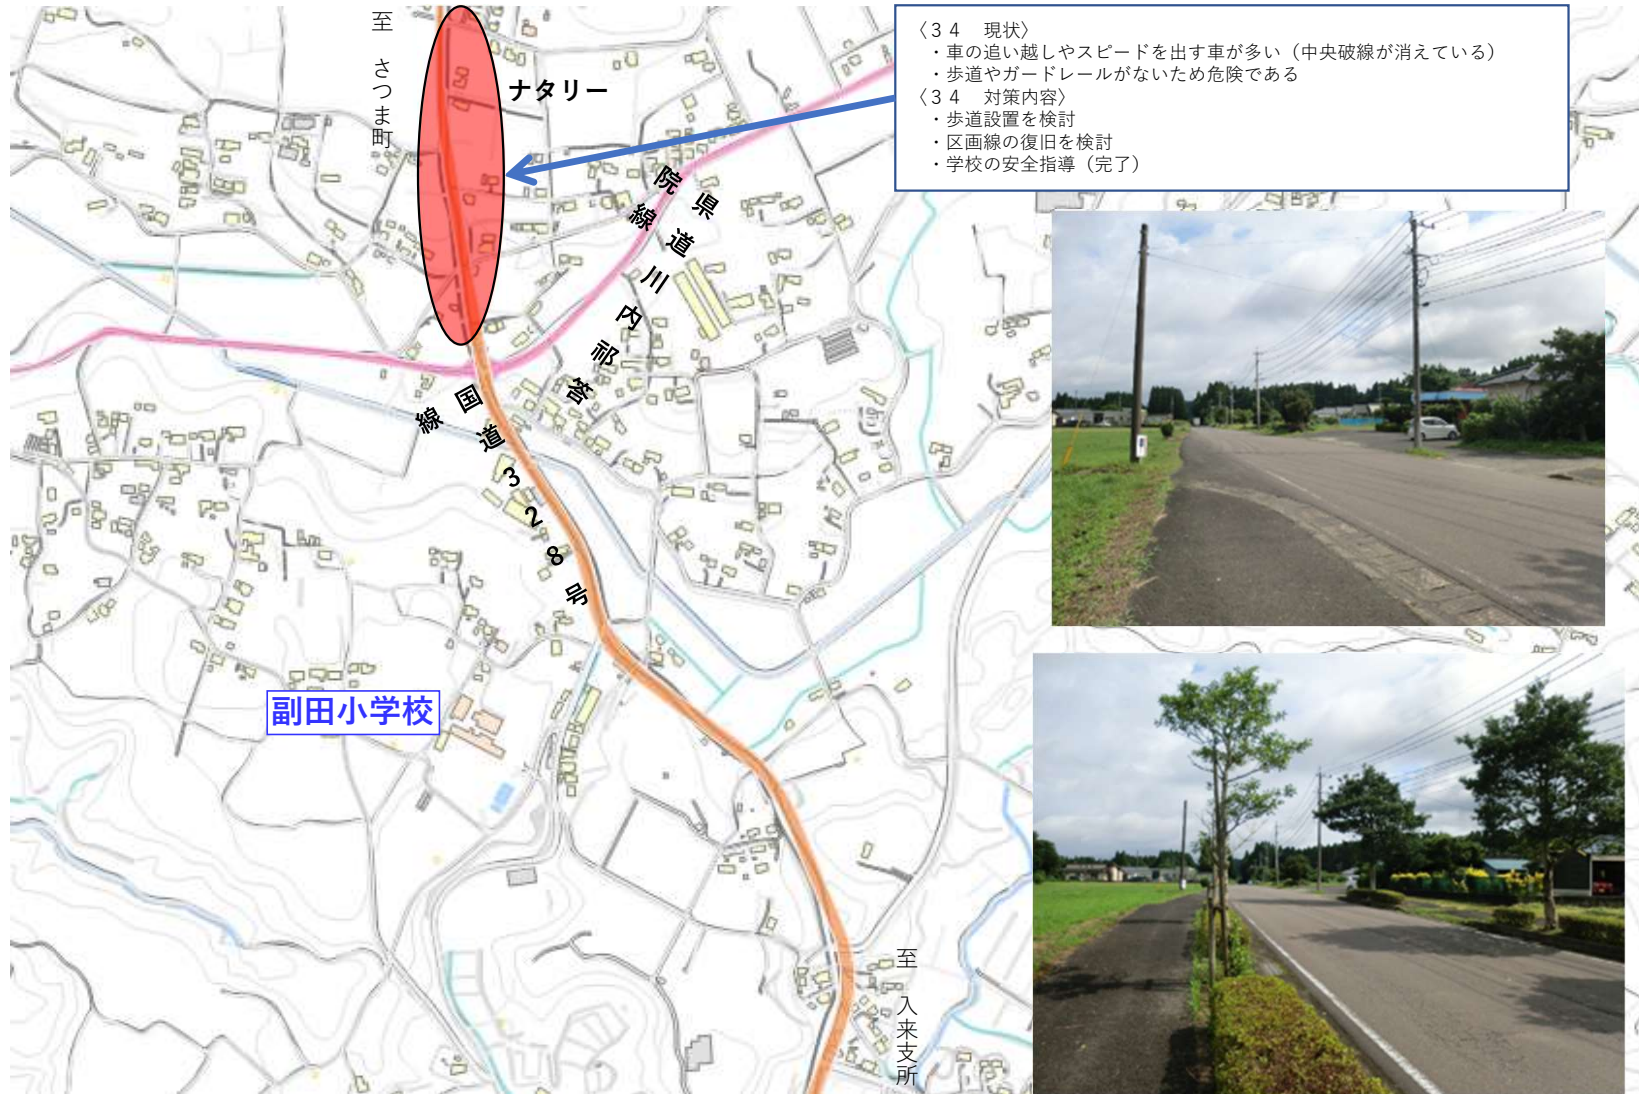 至　さつま町
ナタリー
〈３４　現状〉
・車の追い越しやスピードを出す車が多い（中央破線が消えている）
・歩道やガードレールがないため危険である
〈３４　対策内容〉
・歩道設置を検討
・区画線の復旧を検討
・学校の安全指導（完了）
県道川内祁答
院線
国道３２８号
線
副田小学校
至　入来支所